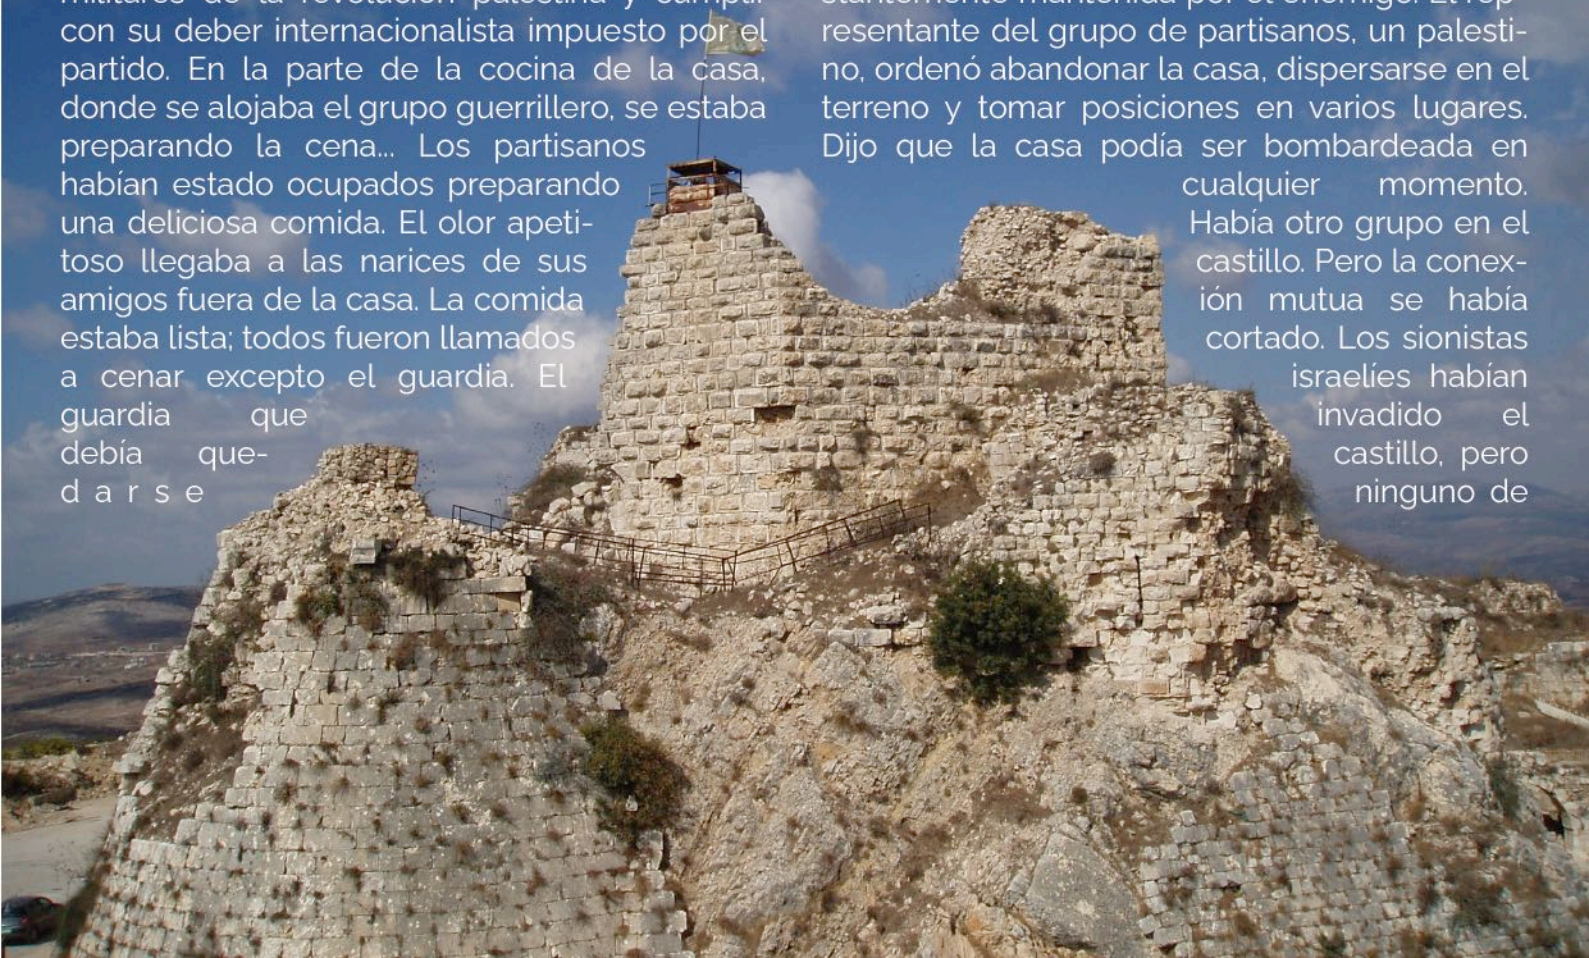 con su deber internacionalista impuesto por el
partido. En la parte de la cocina de la casa,
donde se alojaba el grupo guerrillero, se estaba
preparando la cena... Los partisanos
habían estado ocupados preparando
una deliciosa comida. El olor apeti-
toso llegaba a las narices de sus
amigos fuera de la casa. La comida
estaba lista; todos fueron llamados
a cenar excepto el guardia. El
guardia que
debía que-
darse
resentante del grupo de partisanos, un palesti-
no, ordenó abandonar la casa, dispersarse en el
terreno y tomar posiciones en varios lugares.
Dijo que la casa podía ser bombardeada en
cualquier momento.
Había otro grupo en el
castillo. Pero la conex-
ión mutua se había
cortado. Los sionistas
israelíes habían
invadido el
castillo, pero
ninguno de